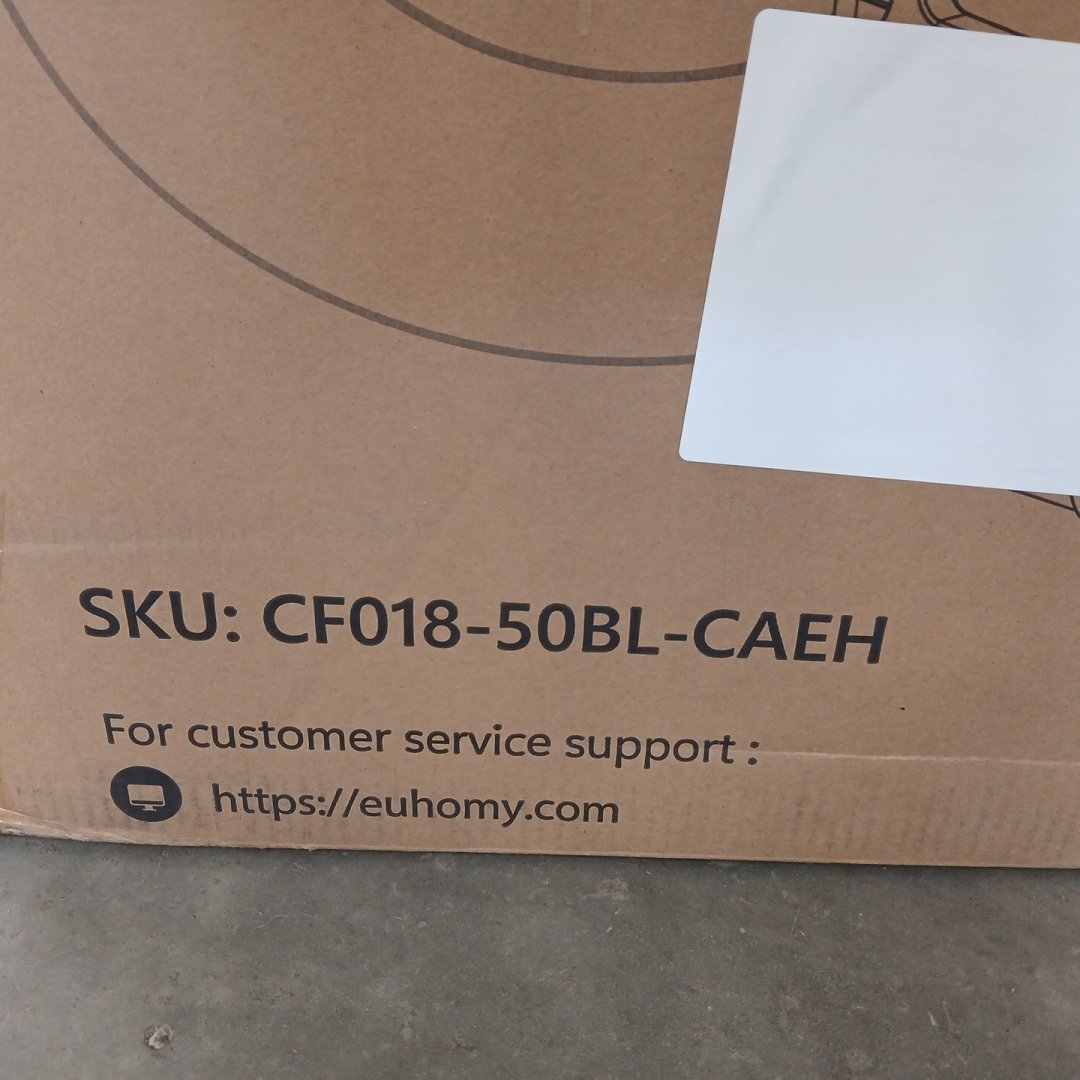 SKU: CF018-50BL-CAEH
For customer service support :
https://euhomy.com